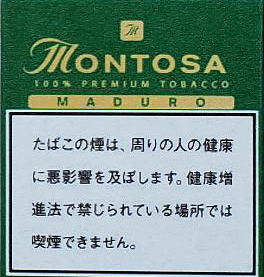 M
MONTOSA
100% PREMIUM TOBACCO
MADURO
たばこの煙は、周りの人の健康
に悪影響を及ぼします。健康増
進法で禁じられている場所では
喫煙できません。